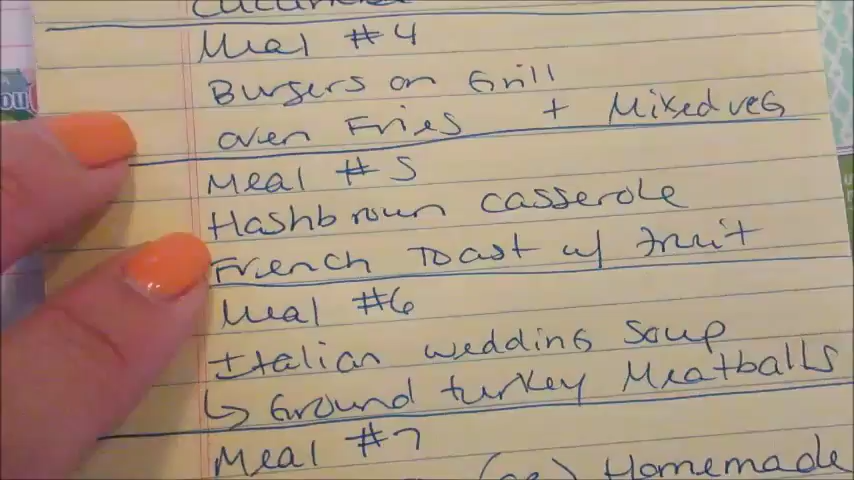 Meal #4
Burgers on Grill
oven Fries + Mixed veg
Meal #5
Hashbrown casserole
French Toast w/ fruit
Meal #6
Italian wedding Soup
↳ Ground turkey Meatballs
Meal #7
Homemade